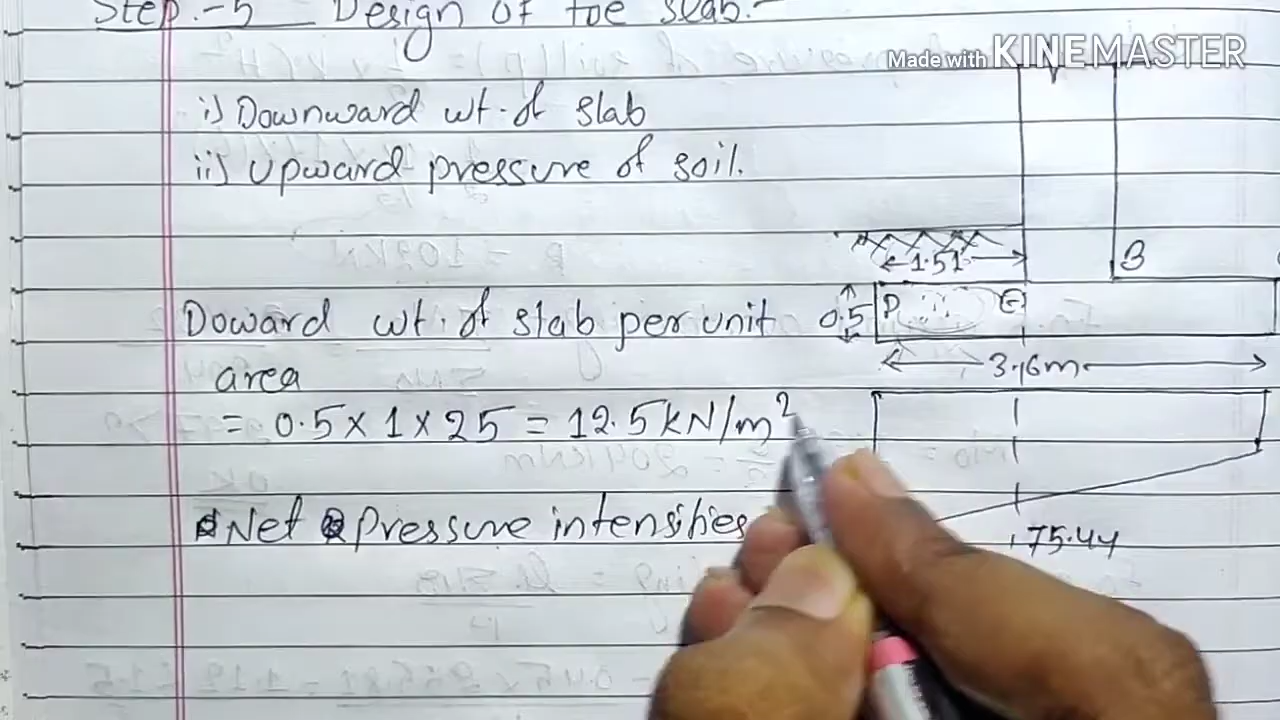 Step.-5 Design of toe slab.-
Made with KINEMASTER
i) Downward wt. of slab
ii) Upward pressure of soil.
1.51
B
Doward wt. of slab per unit
0.5
D
E
area
3.16m
= 0.5 x 1 x 25 = 12.5 kN/m²
Net pressure intensities
75.44